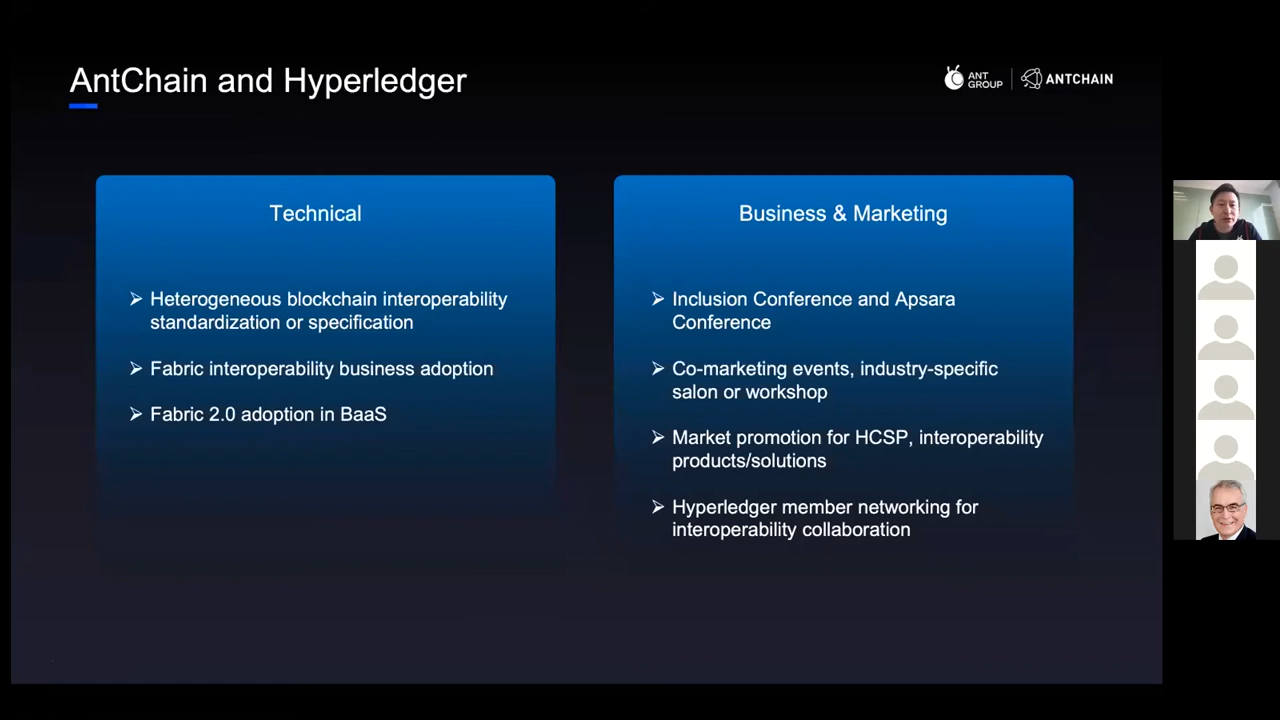 AntChain and Hyperledger
ANT
GROUP
ANTCHAIN
Technical
Heterogeneous blockchain interoperability
standardization or specification
Fabric interoperability business adoption
Fabric 2.0 adoption in BaaS
Business & Marketing
Inclusion Conference and Apsara
Conference
Co-marketing events, industry-specific
salon or workshop
Market promotion for HCSP, interoperability
products/solutions
Hyperledger member networking for
interoperability collaboration